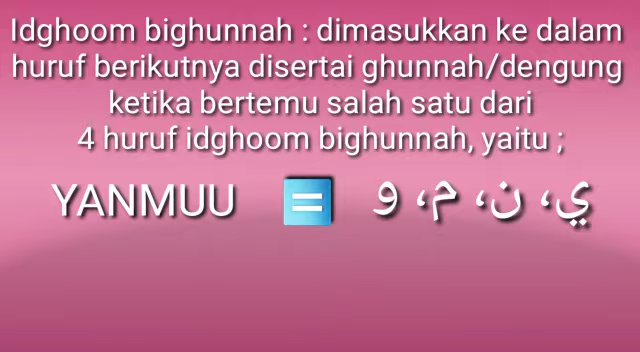 Idghoom bighunnah : dimasukkan ke dalam
huruf berikutnya disertai ghunnah/dengung
ketika bertemu salah satu dari
4 huruf idghoom bighunnah, yaitu ;
YANMUU = ي، ن، م، و